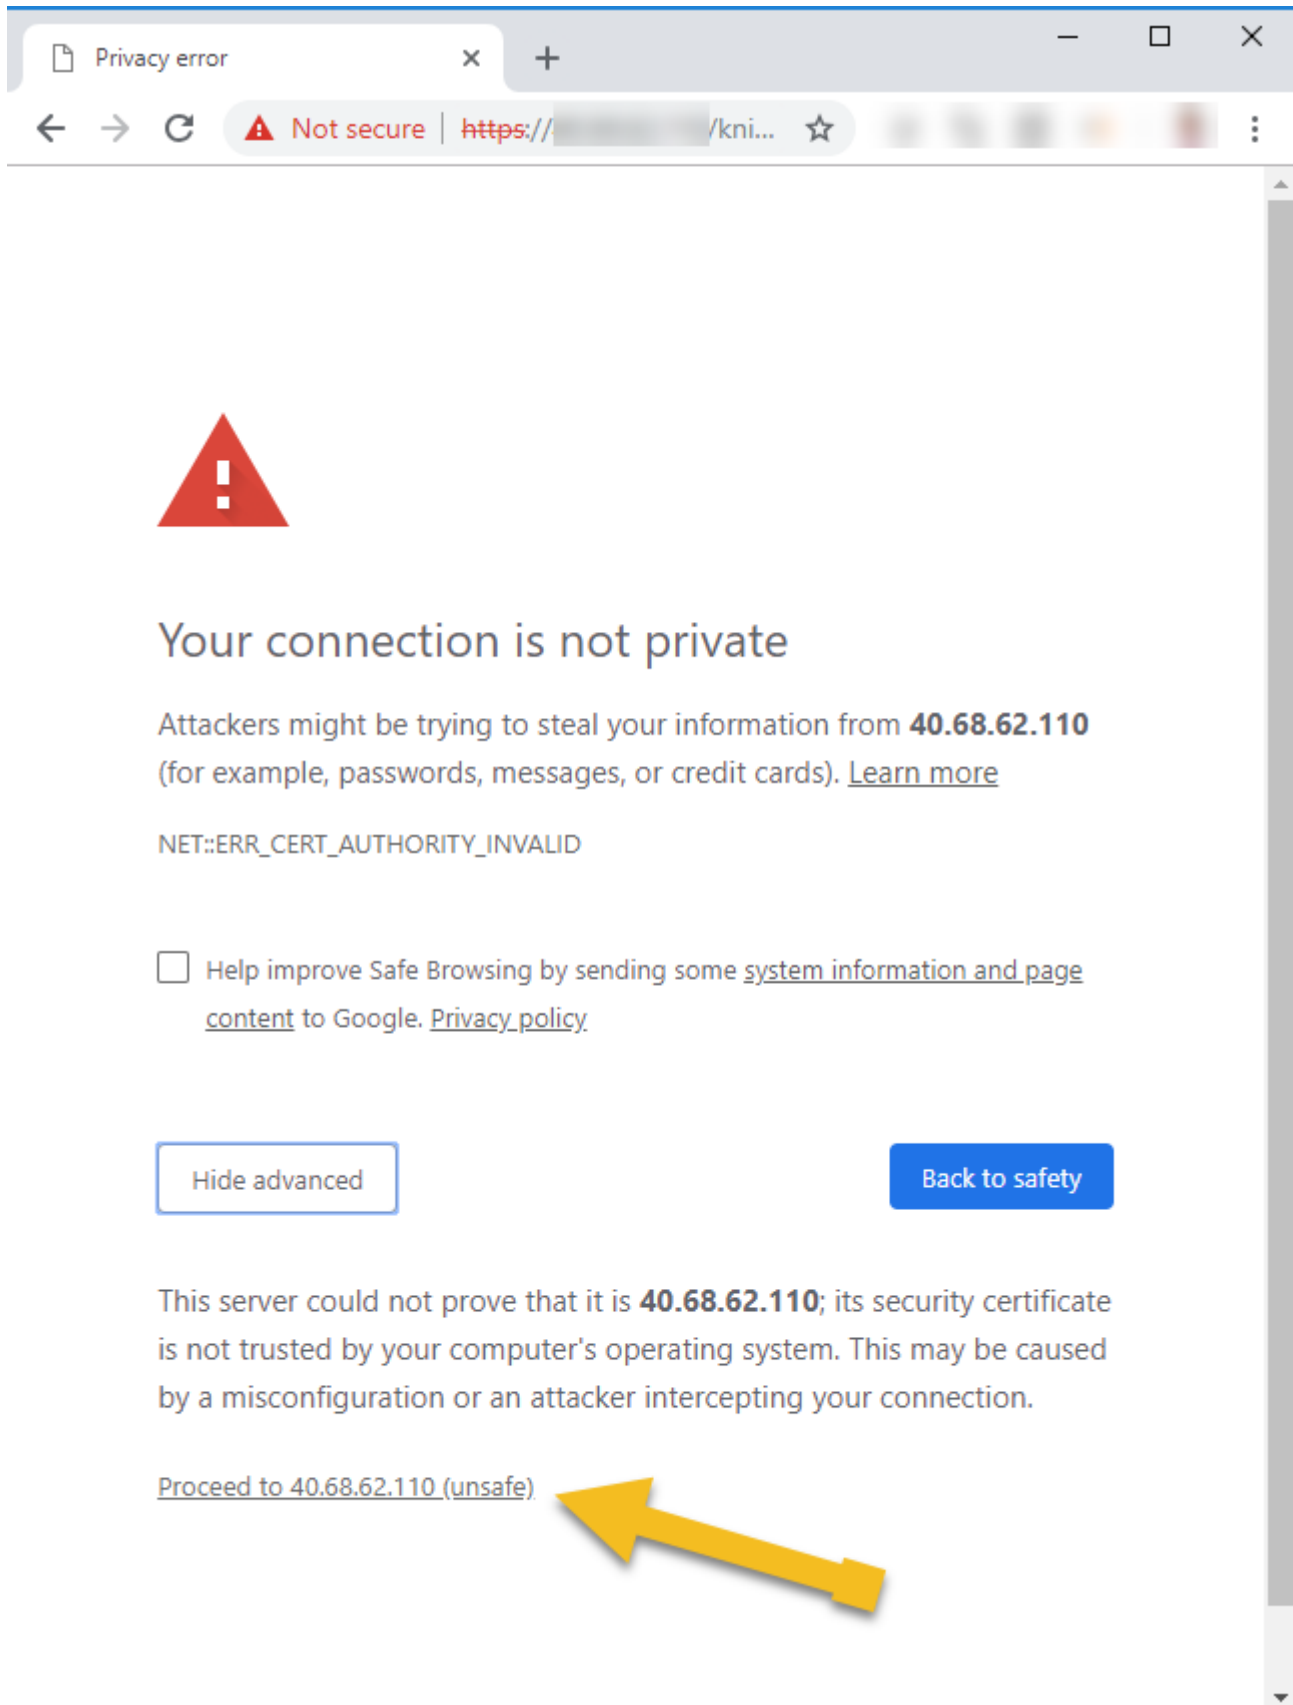 Privacy error
Not secure | https:// /kni...
Your connection is not private
Attackers might be trying to steal your information from 40.68.62.110
(for example, passwords, messages, or credit cards). Learn more
NET::ERR_CERT_AUTHORITY_INVALID
Help improve Safe Browsing by sending some system information and page
content to Google. Privacy policy
Hide advanced
Back to safety
This server could not prove that it is 40.68.62.110; its security certificate
is not trusted by your computer's operating system. This may be caused
by a misconfiguration or an attacker intercepting your connection.
Proceed to 40.68.62.110 (unsafe)